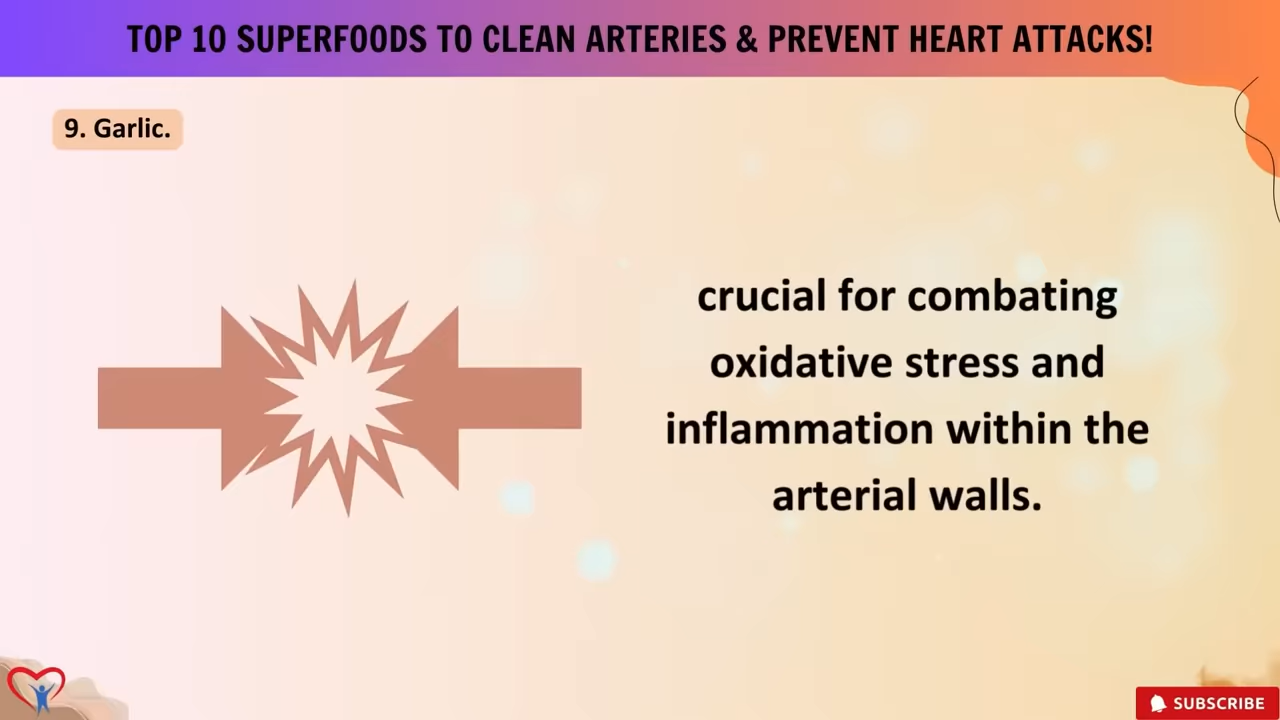 TOP 10 SUPERFOODS TO CLEAN ARTERIES & PREVENT HEART ATTACKS!
9. Garlic.
crucial for combating
oxidative stress and
inflammation within the
arterial walls.
SUBSCRIBE